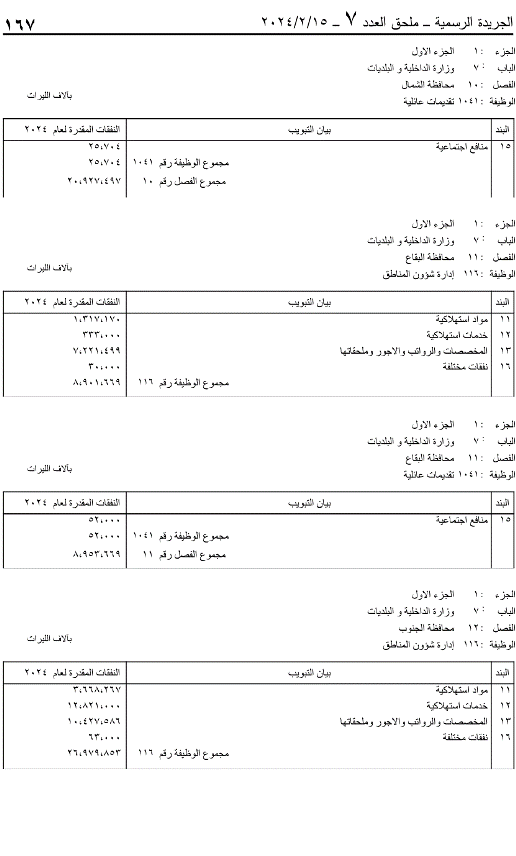 الجريدة الرسمية – ملحق العدد ٧ – ٢٠٢٤/٢/١٥ ١٦٧
الجزء : ١ الجزء الاول
الباب : ٧ وزارة الداخلية و البلديات
الفصل : ١٠ محافظة الشمال
الوظيفة : ١٠٤١ تقديمات عائلية
بآلاف الليرات
البند بيان التبويب النفقات المقدرة لعام ٢٠٢٤
١٥ منافع اجتماعية ٢٥،٧٠٤
مجموع الوظيفة رقم ١٠٤١ ٢٥،٧٠٤
مجموع الفصل رقم ١٠ ٢٠،٩٢٧،٤٩٧
الجزء : ١ الجزء الاول
الباب : ٧ وزارة الداخلية و البلديات
الفصل : ١١ محافظة البقاع
الوظيفة : ١١٦ إدارة شؤون المناطق
بآلاف الليرات
البند بيان التبويب النفقات المقدرة لعام ٢٠٢٤
١١ مواد استهلاكية ١،٣١٧،١٧٠
١٢ خدمات استهلاكية ٣٣٣،٠٠٠
١٣ المخصصات والرواتب والاجور وملحقاتها ٧،٢٢١،٤٩٩
١٦ نفقات مختلفة ٣٠،٠٠٠
مجموع الوظيفة رقم ١١٦ ٨،٩٠١،٦٦٩
الجزء : ١ الجزء الاول
الباب : ٧ وزارة الداخلية و البلديات
الفصل : ١١ محافظة البقاع
الوظيفة : ١٠٤١ تقديمات عائلية
بآلاف الليرات
البند بيان التبويب النفقات المقدرة لعام ٢٠٢٤
١٥ منافع اجتماعية ٥٢،٠٠٠
مجموع الوظيفة رقم ١٠٤١ ٥٢،٠٠٠
مجموع الفصل رقم ١١ ٨،٩٥٣،٦٦٩
الجزء : ١ الجزء الاول
الباب : ٧ وزارة الداخلية و البلديات
الفصل : ١٢ محافظة الجنوب
الوظيفة : ١١٦ إدارة شؤون المناطق
بآلاف الليرات
البند بيان التبويب النفقات المقدرة لعام ٢٠٢٤
١١ مواد استهلاكية ٣،٦٦٨،٢٦٧
١٢ خدمات استهلاكية ١٢،٨٢١،٠٠٠
١٣ المخصصات والرواتب والاجور وملحقاتها ١٠،٤٢٧،٥٨٦
١٦ نفقات مختلفة ٦٣،٠٠٠
مجموع الوظيفة رقم ١١٦ ٢٦،٩٧٩،٨٥٣